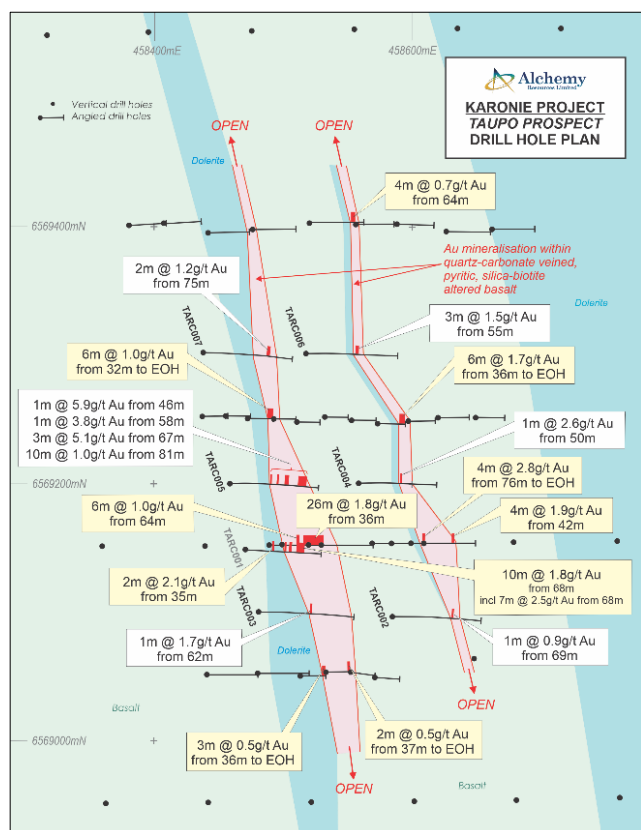 458400mE
458600mE
Alchemy
Resources Limited
KARONIE PROJECT
TAUPO PROSPECT
DRILL HOLE PLAN
Vertical drill holes
Angled drill holes
OPEN
OPEN
Dolerite
4m @ 0.7g/t Au
from 64m
6569400mN
Au mineralisation within
quartz-carbonate veined,
pyritic, silica-biotite
altered basalt
Dolerite
2m @ 1.2g/t Au
from 75m
3m @ 1.5g/t Au
from 55m
TARC007
TARC006
6m @ 1.0g/t Au
from 32m to EOH
6m @ 1.7g/t Au
from 36m to EOH
1m @ 5.9g/t Au from 46m
1m @ 3.8g/t Au from 58m
3m @ 5.1g/t Au from 67m
10m @ 1.0g/t Au from 81m
1m @ 2.6g/t Au
from 50m
TARC005
TARC004
4m @ 2.8g/t Au
from 76m to EOH
6569200mN
6m @ 1.0g/t Au
from 64m
26m @ 1.8g/t Au
from 36m
4m @ 1.9g/t Au
from 42m
TARC001
2m @ 2.1g/t Au
from 35m
10m @ 1.8g/t Au
from 68m
incl 7m @ 2.5g/t Au from 68m
TARC003
TARC002
1m @ 1.7g/t Au
from 62m
1m @ 0.9g/t Au
from 69m
Dolerite
Basalt
OPEN
3m @ 0.5g/t Au
from 36m to EOH
2m @ 0.5g/t Au
from 37m to EOH
6569000mN
OPEN
Basalt